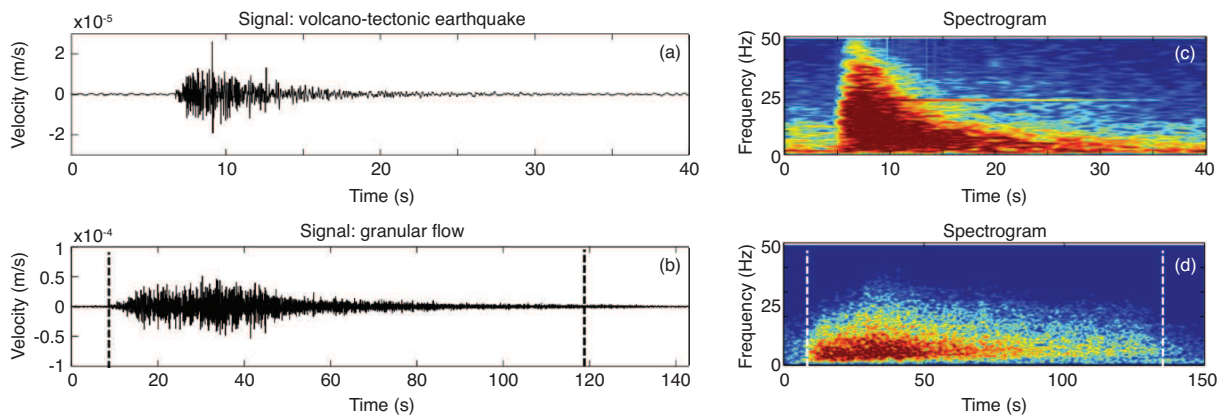 Signal: volcano-tectonic earthquake
x10-5
(a)
Velocity (m/s)
2
0
-2
0 10 20 30 40
Time (s)
Spectrogram
(c)
Frequency (Hz)
50
25
0
0 10 20 30 40
Time (s)
Signal: granular flow
x10-4
(b)
Velocity (m/s)
1
0.5
0
-0.5
-1
0 20 40 60 80 100 120 140
Time (s)
Spectrogram
(d)
Frequency (Hz)
50
25
0
0 50 100 150
Time (s)